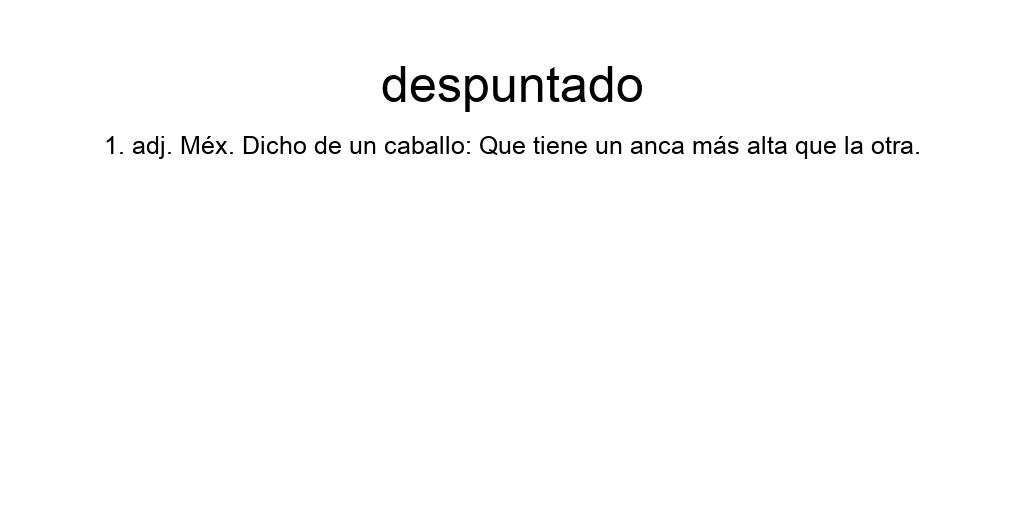 despuntado
1. adj. Méx. Dicho de un caballo: Que tiene un anca más alta que la otra.